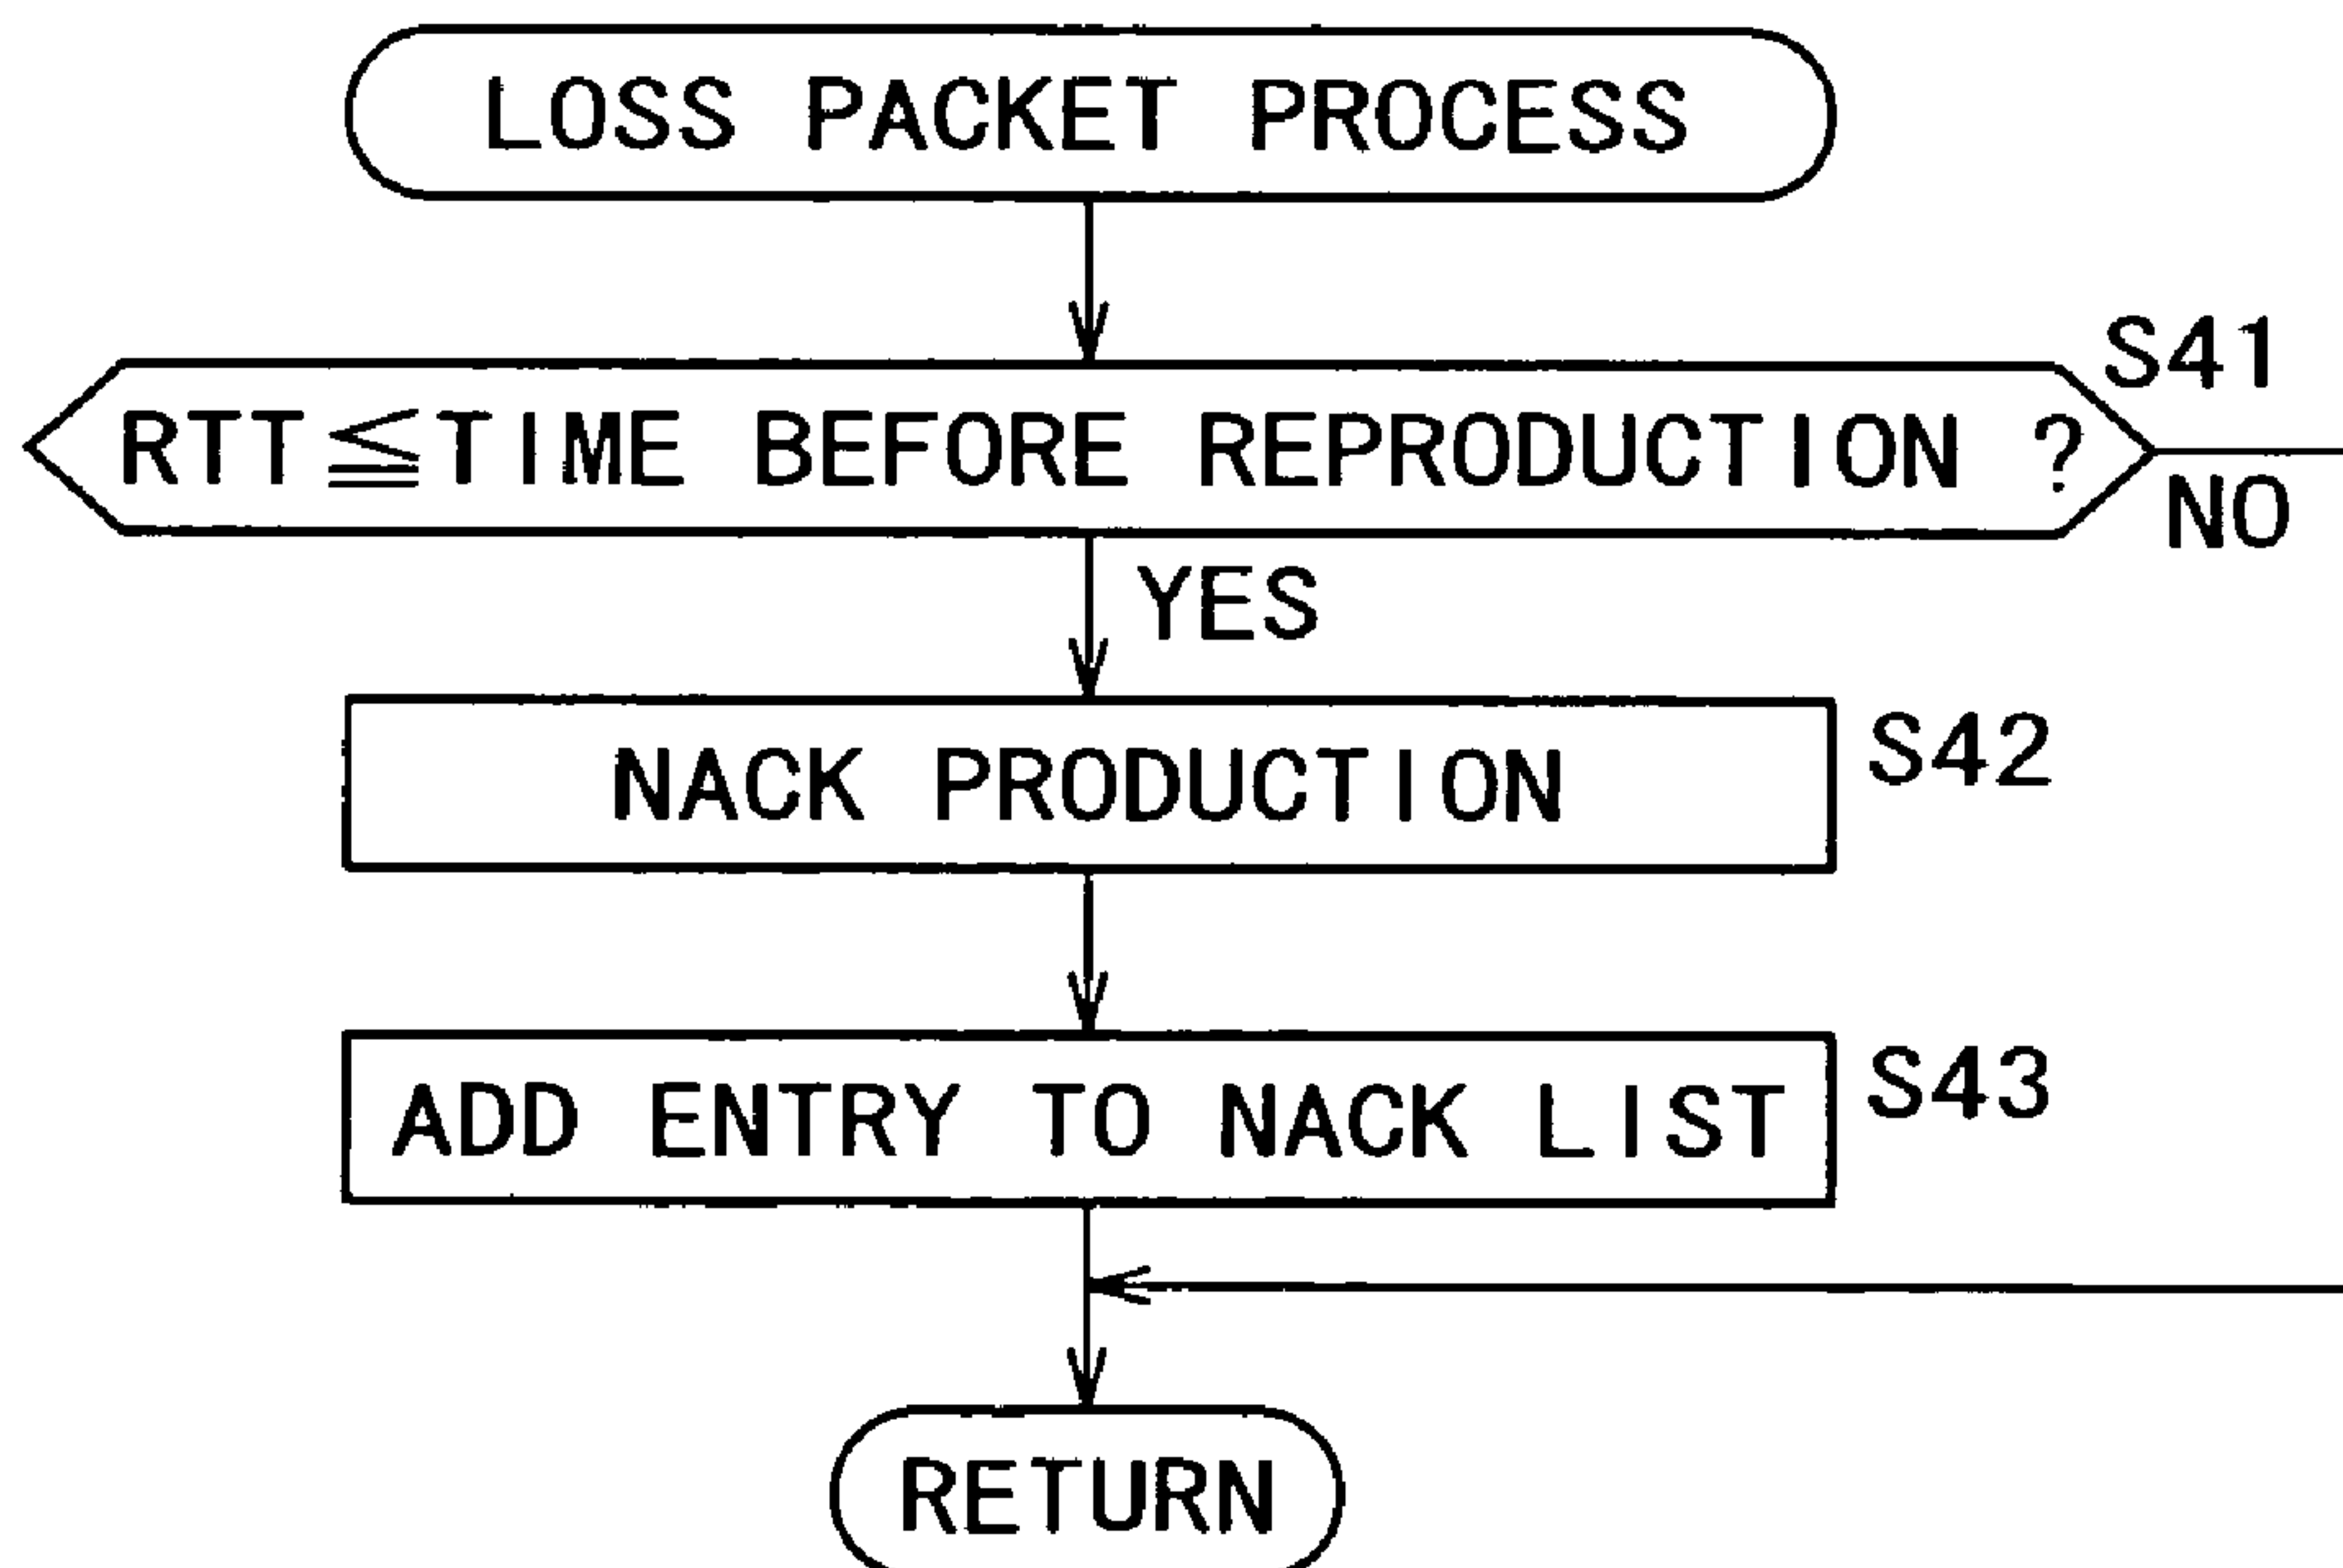 LOSS PACKET PROCESS
S41
RTT≦TIME BEFORE REPRODUCTION ?
NO
YES
NACK PRODUCTION
S42
ADD ENTRY TO NACK LIST
S43
RETURN